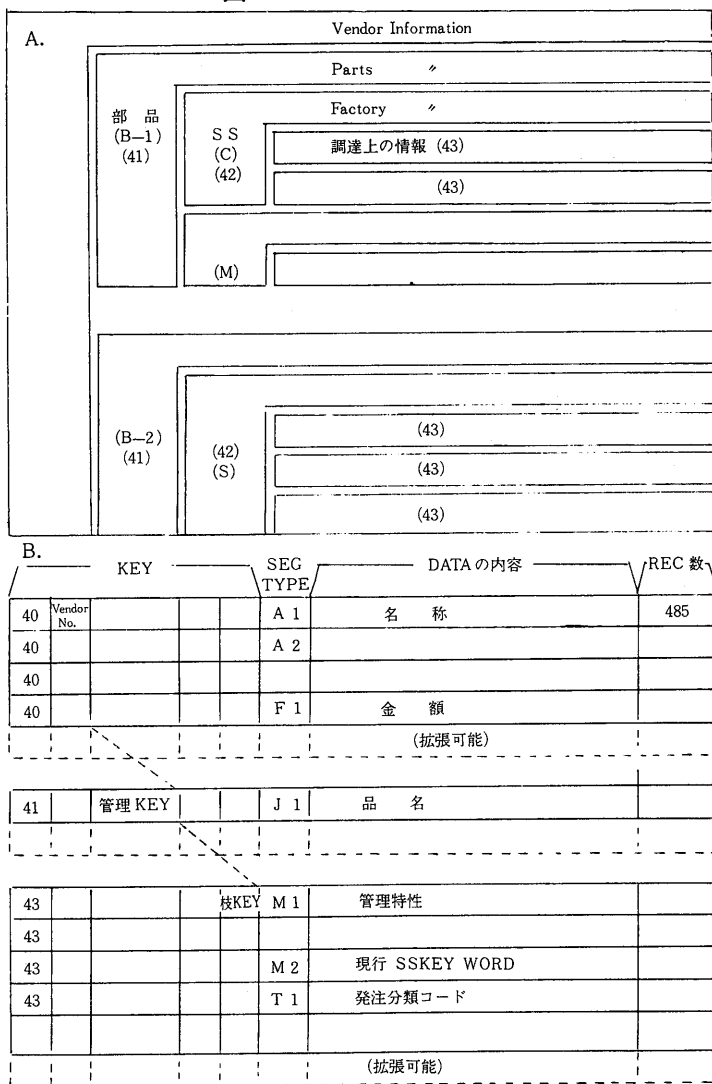 A.
Vendor Information
Parts 〃
Factory 〃
部 品
(B—1)
(41)
S S
(C)
(42)
調達上の情報 (43)
(43)
(M)
(B—2)
(41)
(42)
(S)
(43)
(43)
(43)
B.
KEY SEG TYPE DATAの内容 REC 数
40 Vendor No. A 1 名 称 485
40 A 2
40
40 F 1 金 額
(拡張可能)
41 管理 KEY J 1 品 名
43 枝KEY M 1 管理特性
43
43 M 2 現行 SSKEY WORD
43 T 1 発注分類コード
(拡張可能)